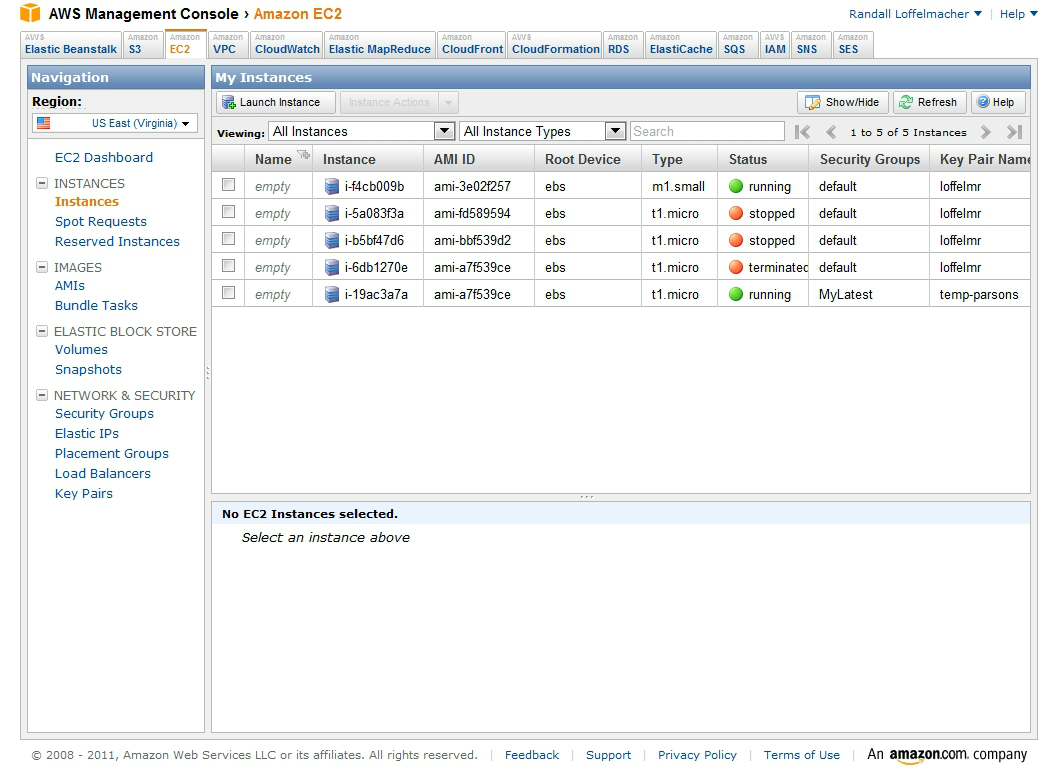 AWS Management Console › Amazon EC2
Randall Loffelmacher | Help
AWS Elastic Beanstalk
Amazon S3
Amazon EC2
Amazon VPC
Amazon CloudWatch
Amazon Elastic MapReduce
Amazon CloudFront
AWS CloudFormation
Amazon RDS
Amazon ElastiCache
Amazon SQS
AWS IAM
Amazon SNS
Amazon SES
Navigation
Region:
US East (Virginia)
EC2 Dashboard
INSTANCES
Instances
Spot Requests
Reserved Instances
IMAGES
AMIs
Bundle Tasks
ELASTIC BLOCK STORE
Volumes
Snapshots
NETWORK & SECURITY
Security Groups
Elastic IPs
Placement Groups
Load Balancers
Key Pairs
My Instances
Launch Instance Instance Actions Show/Hide Refresh Help
Viewing: All Instances All Instance Types Search 1 to 5 of 5 Instances
Name Instance AMI ID Root Device Type Status Security Groups Key Pair Name
empty i-f4cb009b ami-3e02f257 ebs m1.small running default loffelmr
empty i-5a083f3a ami-fd589594 ebs t1.micro stopped default loffelmr
empty i-b5bf47d6 ami-bbf539d2 ebs t1.micro stopped default loffelmr
empty i-6db1270e ami-a7f539ce ebs t1.micro terminated default loffelmr
empty i-19ac3a7a ami-a7f539ce ebs t1.micro running MyLatest temp-parsons
No EC2 Instances selected.
Select an instance above
© 2008 - 2011, Amazon Web Services LLC or its affiliates. All rights reserved. | Feedback | Support | Privacy Policy | Terms of Use | An amazon.com. company